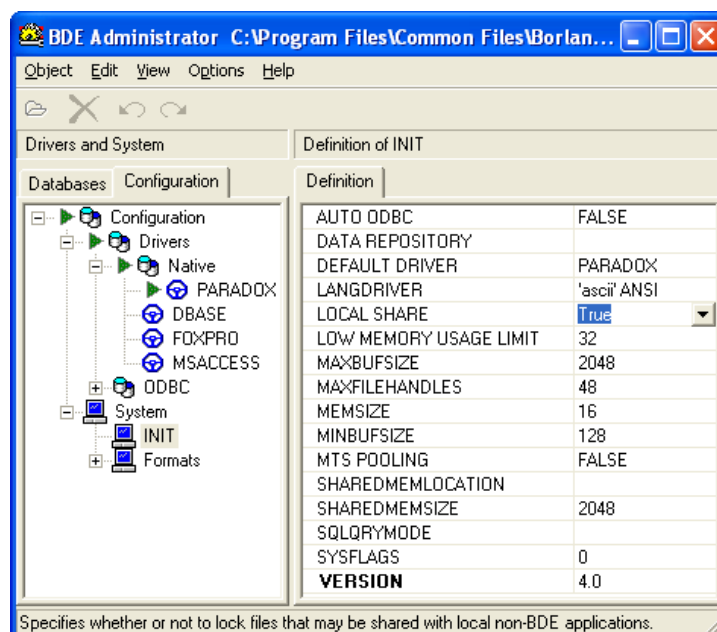 BDE Administrator C:\Program Files\Common Files\Borlan...
Object Edit View Options Help
Drivers and System
Definition of INIT
Databases Configuration
Definition
Configuration
Drivers
Native
PARADOX
DBASE
FOXPRO
MSACCESS
ODBC
System
INIT
Formats
AUTO ODBC FALSE
DATA REPOSITORY
DEFAULT DRIVER PARADOX
LANGDRIVER 'ascii' ANSI
LOCAL SHARE True
LOW MEMORY USAGE LIMIT 32
MAXBUFSIZE 2048
MAXFILEHANDLES 48
MEMSIZE 16
MINBUFSIZE 128
MTS POOLING FALSE
SHAREDMEMLOCATION
SHAREDMEMSIZE 2048
SQLQRYMODE
SYSFLAGS 0
VERSION 4.0
Specifies whether or not to lock files that may be shared with local non-BDE applications.